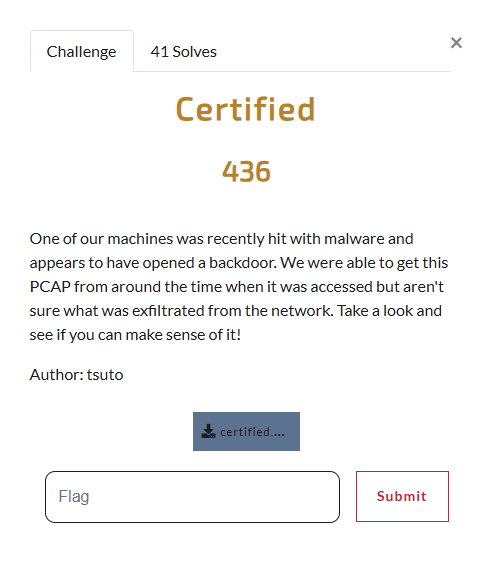 Challenge
41 Solves
×
Certified
436
One of our machines was recently hit with malware and
appears to have opened a backdoor. We were able to get this
PCAP from around the time when it was accessed but aren't
sure what was exfiltrated from the network. Take a look and
see if you can make sense of it!
Author: tsuto
certified....
Flag
Submit